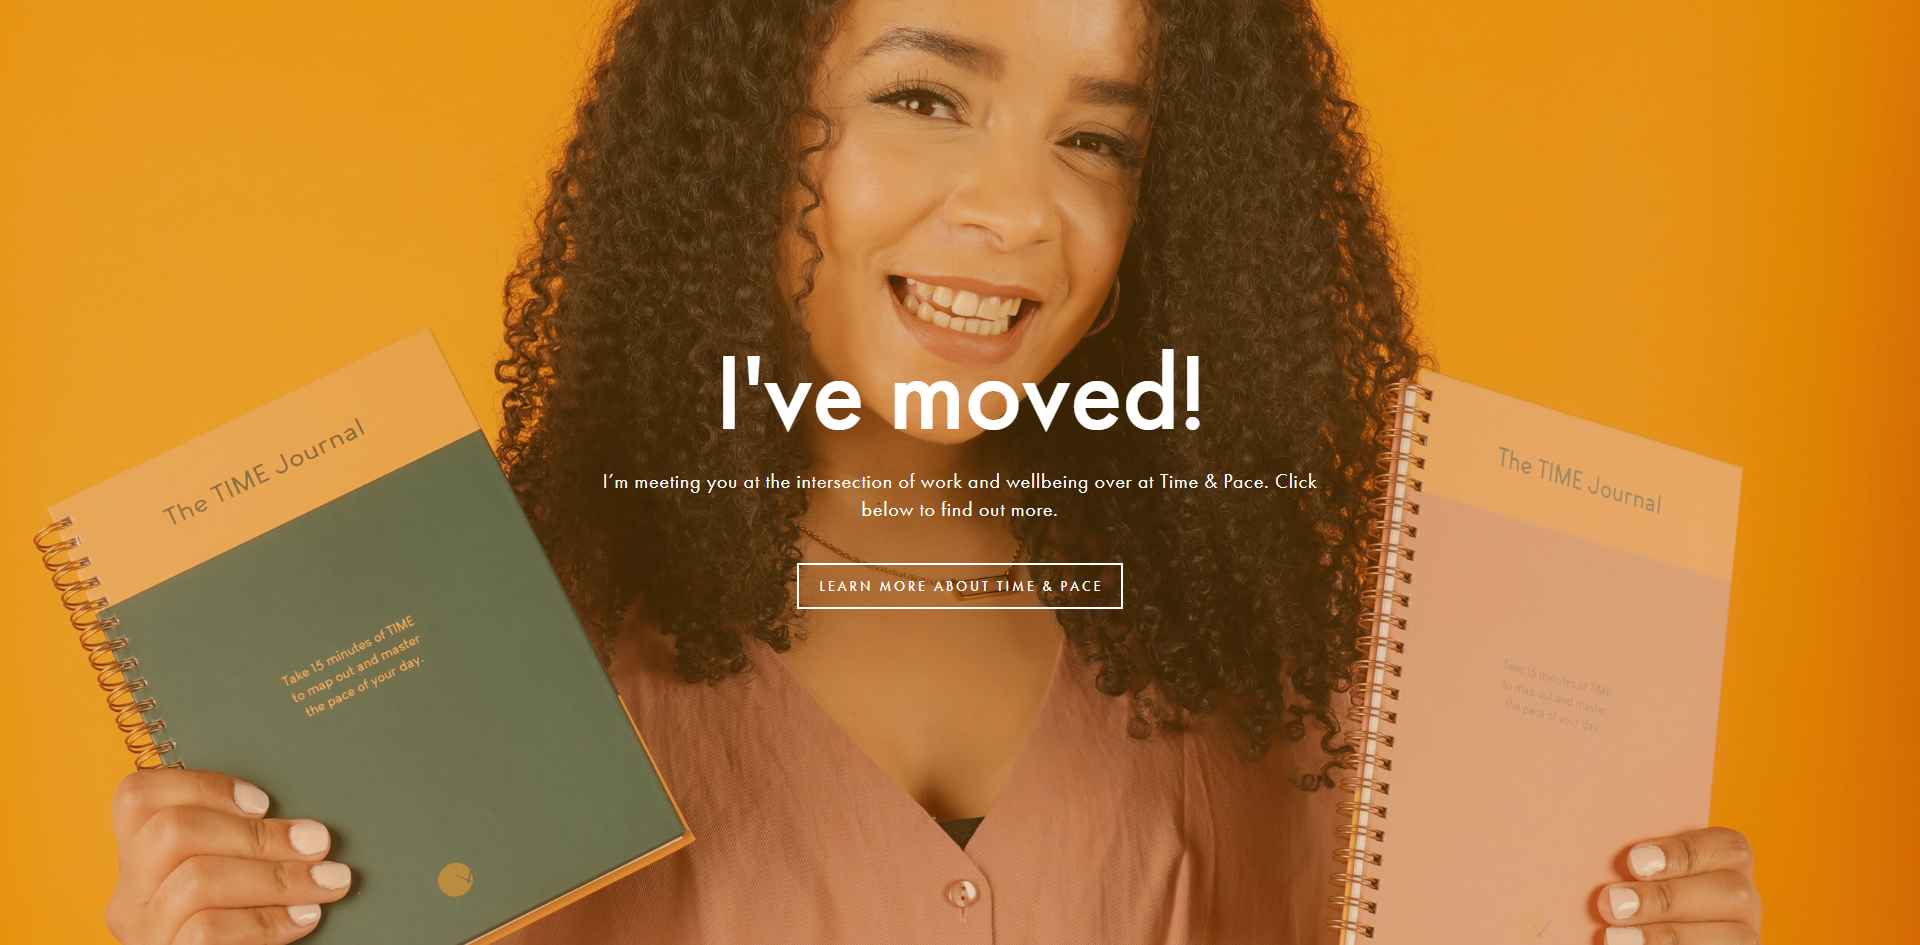 I've moved!
I’m meeting you at the intersection of work and wellbeing over at Time & Pace. Click
below to find out more.
LEARN MORE ABOUT TIME & PACE
The TIME Journal
Take 15 minutes of TIME
to map out and master
the pace of your day.
The TIME Journal
Take 15 minutes of TIME
to map out and master
the pace of your day.